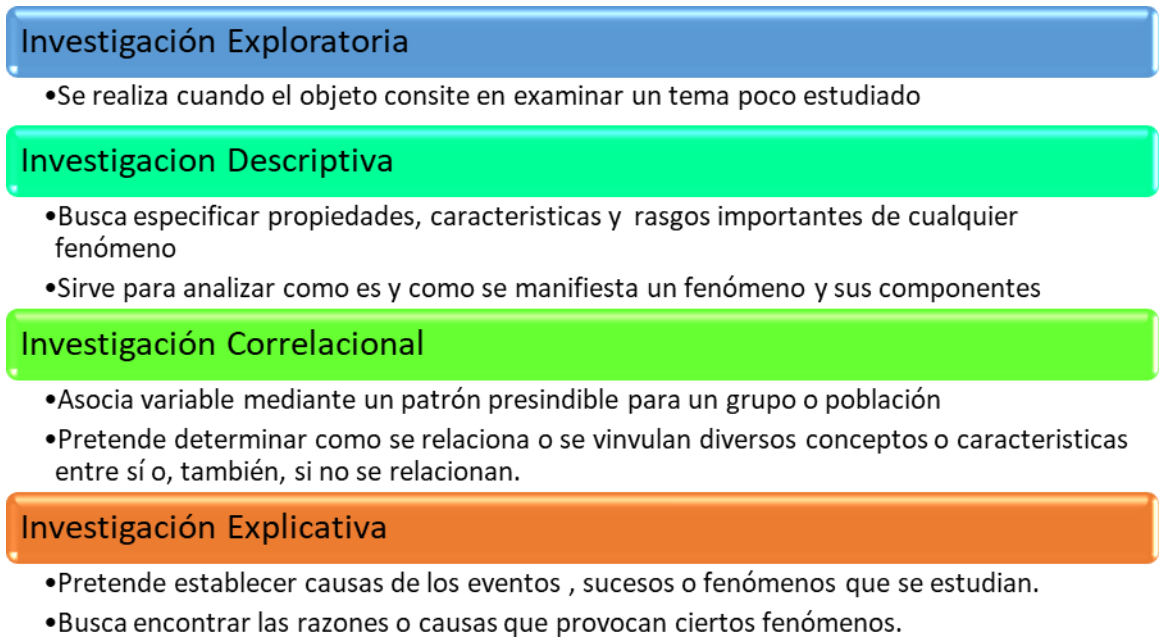 Investigación Exploratoria
•Se realiza cuando el objeto consite en examinar un tema poco estudiado
Investigacion Descriptiva
•Busca especificar propiedades, caracteristicas y rasgos importantes de cualquier
fenómeno
•Sirve para analizar como es y como se manifiesta un fenómeno y sus componentes
Investigación Correlacional
•Asocia variable mediante un patrón presindible para un grupo o población
•Pretende determinar como se relaciona o se vinvulan diversos conceptos o caracteristicas
entre sí o, también, si no se relacionan.
Investigación Explicativa
•Pretende establecer causas de los eventos , sucesos o fenómenos que se estudian.
•Busca encontrar las razones o causas que provocan ciertos fenómenos.